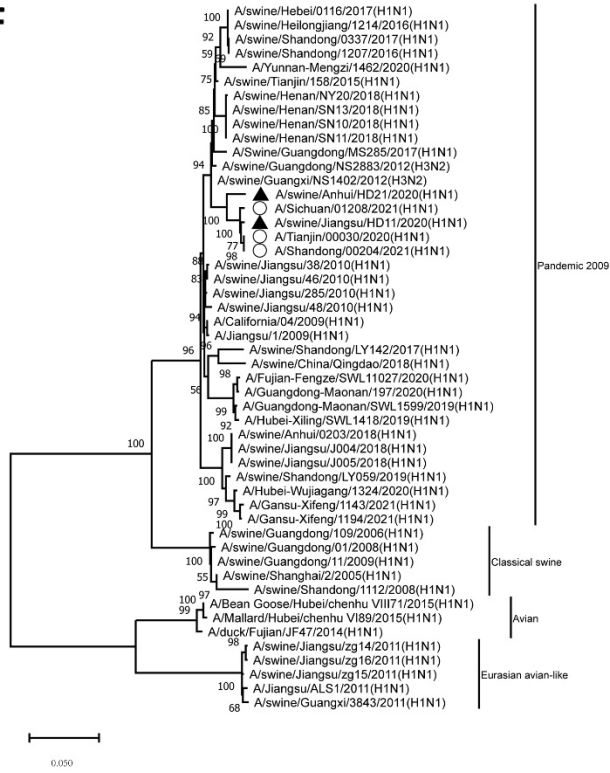 A/swine/Hebei/0116/2017(H1N1)
100
A/swine/Heilongjiang/1214/2016(H1N1)
92
A/swine/Shandong/0337/2017(H1N1)
59
A/swine/Shandong/1207/2016(H1N1)
A/Yunnan-Mengzi/1462/2020(H1N1)
75
A/swine/Tianjin/158/2015(H1N1)
A/swine/Henan/NY20/2018(H1N1)
85
A/swine/Henan/SN13/2018(H1N1)
100
A/swine/Henan/SN10/2018(H1N1)
A/swine/Henan/SN11/2018(H1N1)
A/Swine/Guangdong/MS285/2017(H1N1)
94
A/swine/Guangdong/NS2883/2012(H3N2)
A/swine/Guangxi/NS1402/2012(H3N2)
A/swine/Anhui/HD21/2020(H1N1)
A/Sichuan/01208/2021(H1N1)
100
A/swine/Jiangsu/HD11/2020(H1N1)
100
A/Tianjin/00030/2020(H1N1)
77
A/Shandong/00204/2021(H1N1)
98
A/swine/Jiangsu/38/2010(H1N1)
Pandemic 2009
A/swine/Jiangsu/46/2010(H1N1)
83
A/swine/Jiangsu/285/2010(H1N1)
A/swine/Jiangsu/48/2010(H1N1)
94
A/California/04/2009(H1N1)
A/Jiangsu/1/2009(H1N1)
96
96
A/swine/Shandong/LY142/2017(H1N1)
A/swine/China/Qingdao/2018(H1N1)
98
A/Fujian-Fengze/SWL11027/2020(H1N1)
56
A/Guangdong-Maonan/197/2020(H1N1)
A/Guangdong-Maonan/SWL1599/2019(H1N1)
99
A/Hubei-Xiling/SWL1418/2019(H1N1)
92
A/swine/Anhui/0203/2018(H1N1)
100
100
A/swine/Jiangsu/J004/2018(H1N1)
A/swine/Jiangsu/J005/2018(H1N1)
100
A/swine/Shandong/LY059/2019(H1N1)
A/Hubei-Wujiagang/1324/2020(H1N1)
97
A/Gansu-Xifeng/1143/2021(H1N1)
99
A/Gansu-Xifeng/1194/2021(H1N1)
100
A/swine/Guangdong/109/2006(H1N1)
A/swine/Guangdong/01/2008(H1N1)
100
A/swine/Guangdong/11/2009(H1N1)
Classical swine
55
A/swine/Shanghai/2/2005(H1N1)
A/swine/Shandong/1112/2008(H1N1)
97
100
A/Bean Goose/Hubei/chenhu VIII71/2015(H1N1)
99
A/Mallard/Hubei/chenhu VI89/2015(H1N1)
Avian
A/duck/Fujian/JF47/2014(H1N1)
98
A/swine/Jiangsu/zg14/2011(H1N1)
A/swine/Jiangsu/zg16/2011(H1N1)
A/swine/Jiangsu/zg15/2011(H1N1)
Eurasian avian-like
100
A/Jiangsu/ALS1/2011(H1N1)
68
A/swine/Guangxi/3843/2011(H1N1)
0.050